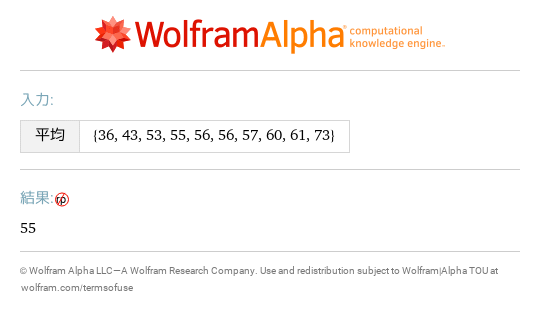 WolframAlpha computational knowledge engine.
入力:
平均 {36, 43, 53, 55, 56, 56, 57, 60, 61, 73}
結果:
55
© Wolfram Alpha LLC—A Wolfram Research Company. Use and redistribution subject to Wolfram|Alpha TOU at
wolfram.com/termsofuse